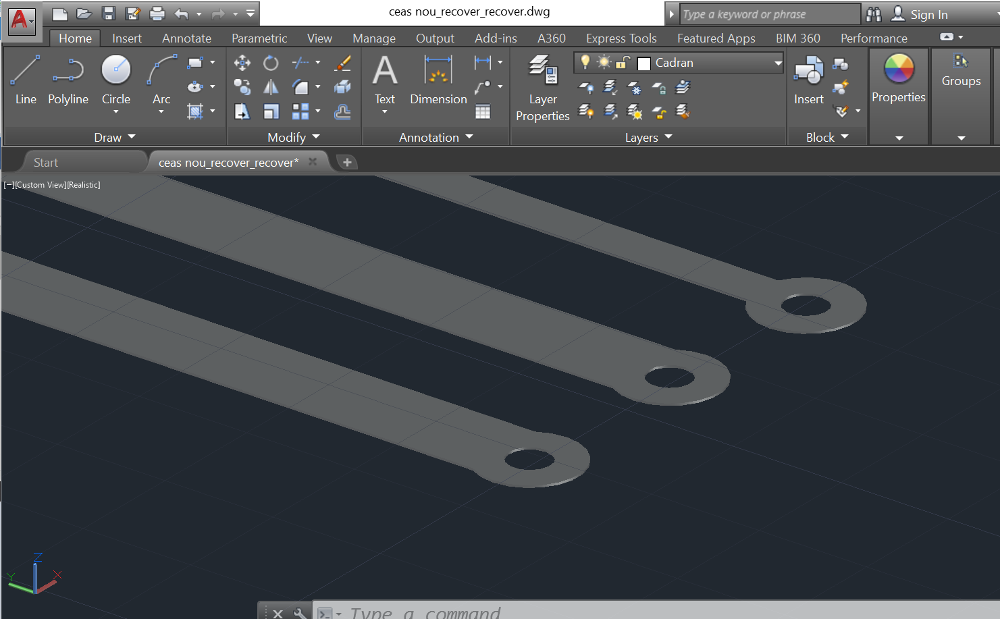 ceas nou_recover_recover.dwg
Type a keyword or phrase
Sign In
Home Insert Annotate Parametric View Manage Output Add-ins A360 Express Tools Featured Apps BIM 360 Performance
Line Polyline Circle Arc
Draw
Modify
A
Text Dimension
Annotation
Layer Properties
Cadran
Layers
Insert
Block
Properties
Groups
Start
ceas nou_recover_recover*
[−][Custom View][Realistic]
Z
Y
X
Type a command